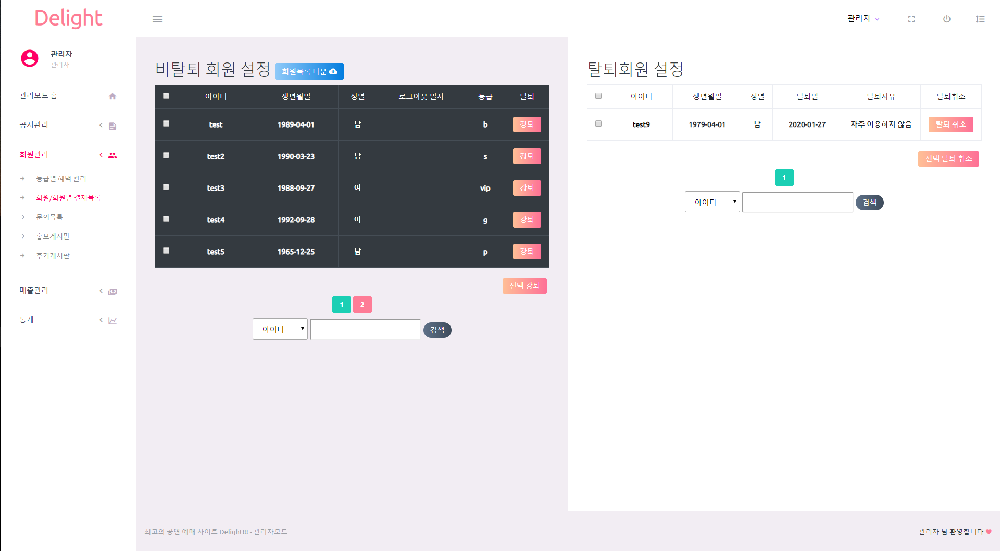 Delight
관리자
관리자
관리자
관리모드 홈
공지관리
회원관리
등급별 혜택 관리
회원/회원별 결제목록
문의목록
홍보게시판
후기게시판
매출관리
통계
비탈퇴 회원 설정 회원목록 다운
아이디 생년월일 성별 로그아웃 일자 등급 탈퇴
test 1989-04-01 남 b 강퇴
test2 1990-03-23 남 s 강퇴
test3 1988-09-27 여 vip 강퇴
test4 1992-09-28 여 g 강퇴
test5 1965-12-25 남 p 강퇴
선택 강퇴
1 2
아이디 검색
탈퇴회원 설정
아이디 생년월일 성별 탈퇴일 탈퇴사유 탈퇴취소
test9 1979-04-01 남 2020-01-27 자주 이용하지 않음 탈퇴 취소
선택 탈퇴 취소
1
아이디 검색
최고의 공연 예매 사이트 Delight!!! - 관리자모드
관리자 님 환영합니다